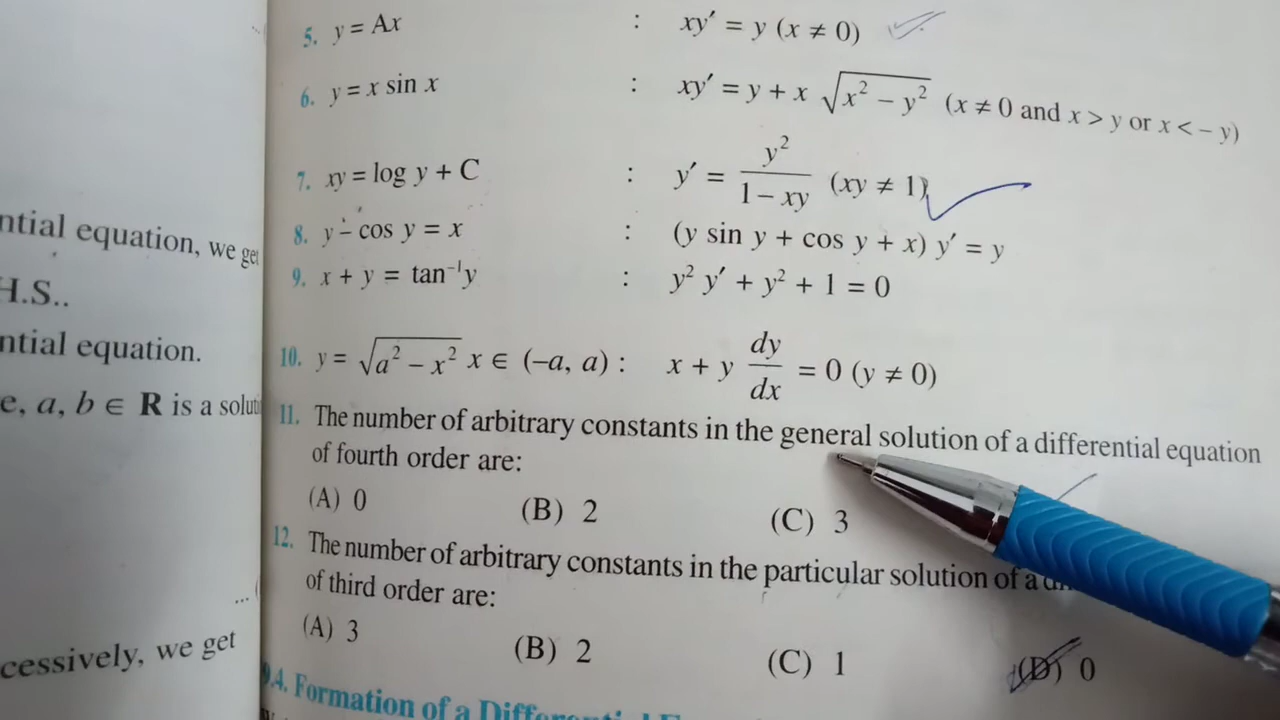 5. y = Ax : xy′ = y (x ≠ 0)
6. y = x sin x : xy′ = y + x √(x² − y²) (x ≠ 0 and x > y or x < − y)
7. xy = log y + C : y′ = y² / (1 − xy) (xy ≠ 1)
8. y − cos y = x : (y sin y + cos y + x) y′ = y
9. x + y = tan⁻¹y : y² y′ + y² + 1 = 0
10. y = √(a² − x²) x ∈ (−a, a) : x + y dy/dx = 0 (y ≠ 0)
11. The number of arbitrary constants in the general solution of a differential equation
of fourth order are:
(A) 0 (B) 2 (C) 3
12. The number of arbitrary constants in the particular solution of a
of third order are:
(A) 3 (B) 2 (C) 1 (D) 0
9.4. Formation of a
ntial equation, we get
H.S..
ntial equation.
e, a, b ∈ R is a
cessively, we get